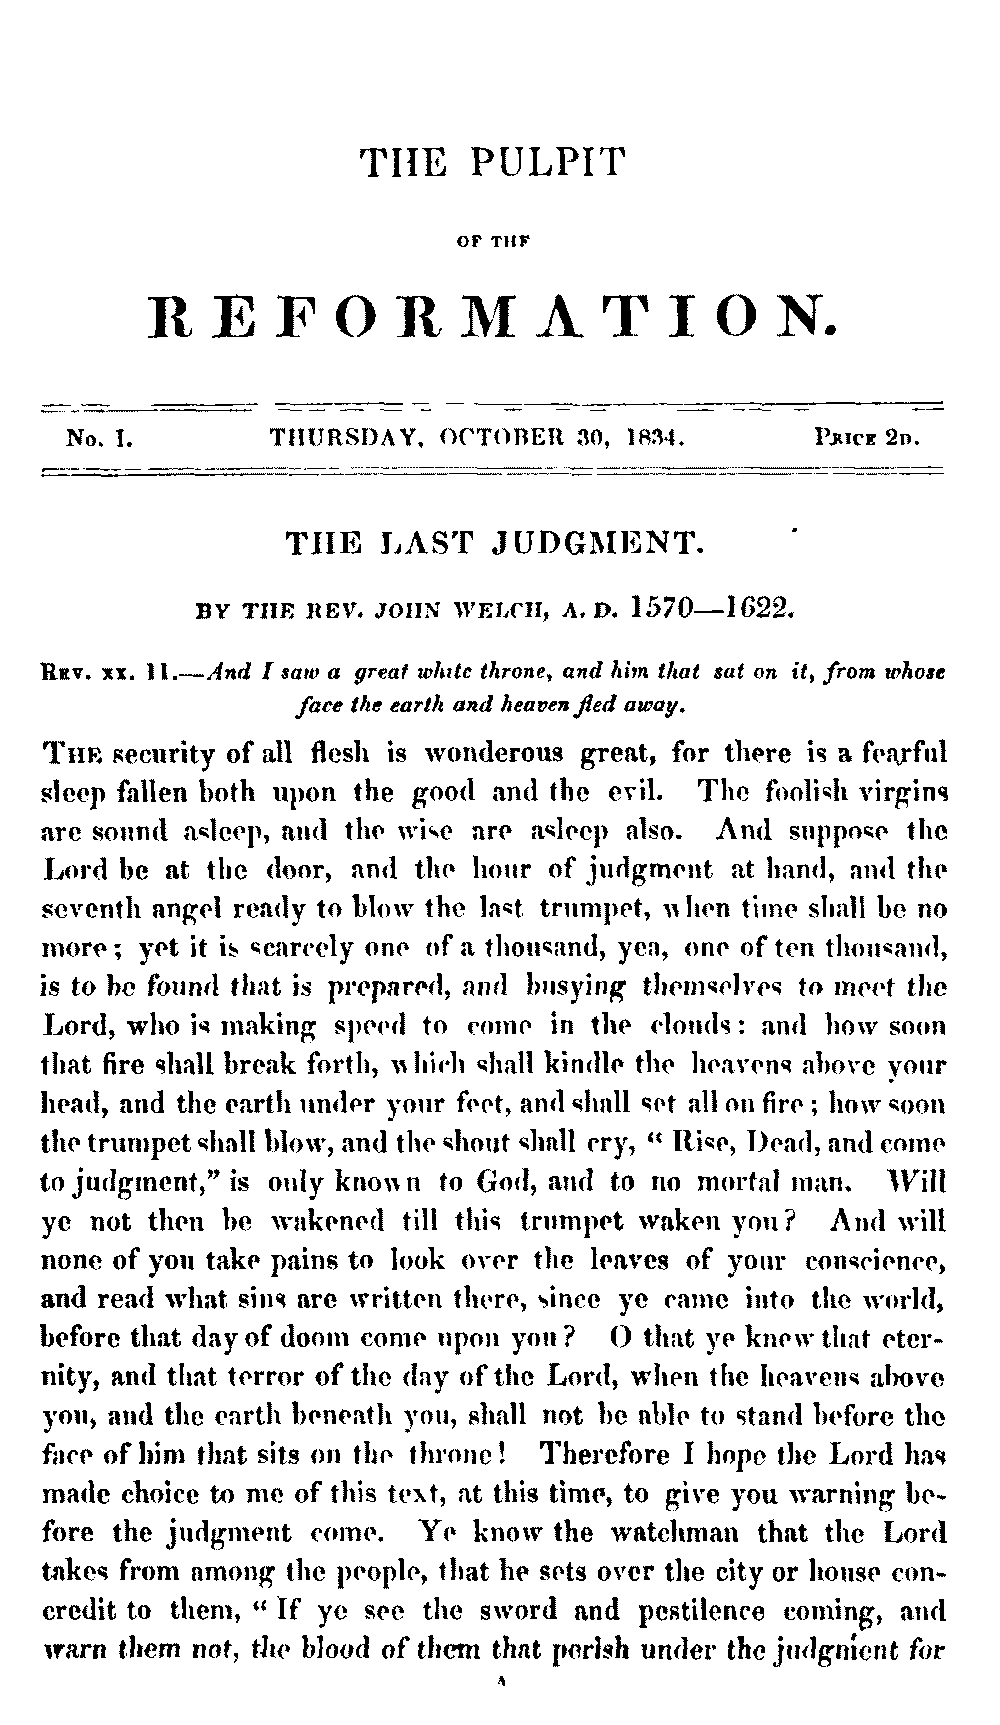 THE PULPIT
OF THE
REFORMATION.
No. I. THURSDAY, OCTOBER 30, 1834. PRICE 2D.
THE LAST JUDGMENT.
BY THE REV. JOHN WELCH, A. D. 1570—1622.
REV. XX. 11.—And I saw a great white throne, and him that sat on it, from whose
face the earth and heaven fled away.
THE security of all flesh is wonderous great, for there is a fearful
sleep fallen both upon the good and the evil. The foolish virgins
are sound asleep, and the wise are asleep also. And suppose the
Lord be at the door, and the hour of judgment at hand, and the
seventh angel ready to blow the last trumpet, when time shall be no
more; yet it is scarcely one of a thousand, yea, one of ten thousand,
is to be found that is prepared, and busying themselves to meet the
Lord, who is making speed to come in the clouds: and how soon
that fire shall break forth, which shall kindle the heavens above your
head, and the earth under your feet, and shall set all on fire; how soon
the trumpet shall blow, and the shout shall cry, “ Rise, Dead, and come
to judgment,” is only known to God, and to no mortal man. Will
ye not then be wakened till this trumpet waken you? And will
none of you take pains to look over the leaves of your conscience,
and read what sins are written there, since ye came into the world,
before that day of doom come upon you? O that ye knew that eter-
nity, and that terror of the day of the Lord, when the heavens above
you, and the earth beneath you, shall not be able to stand before the
face of him that sits on the throne! Therefore I hope the Lord has
made choice to me of this text, at this time, to give you warning be-
fore the judgment come. Ye know the watchman that the Lord
takes from among the people, that he sets over the city or house con-
credit to them, “ If ye see the sword and pestilence coming, and
warn them not, the blood of them that perish under the judgment for
A